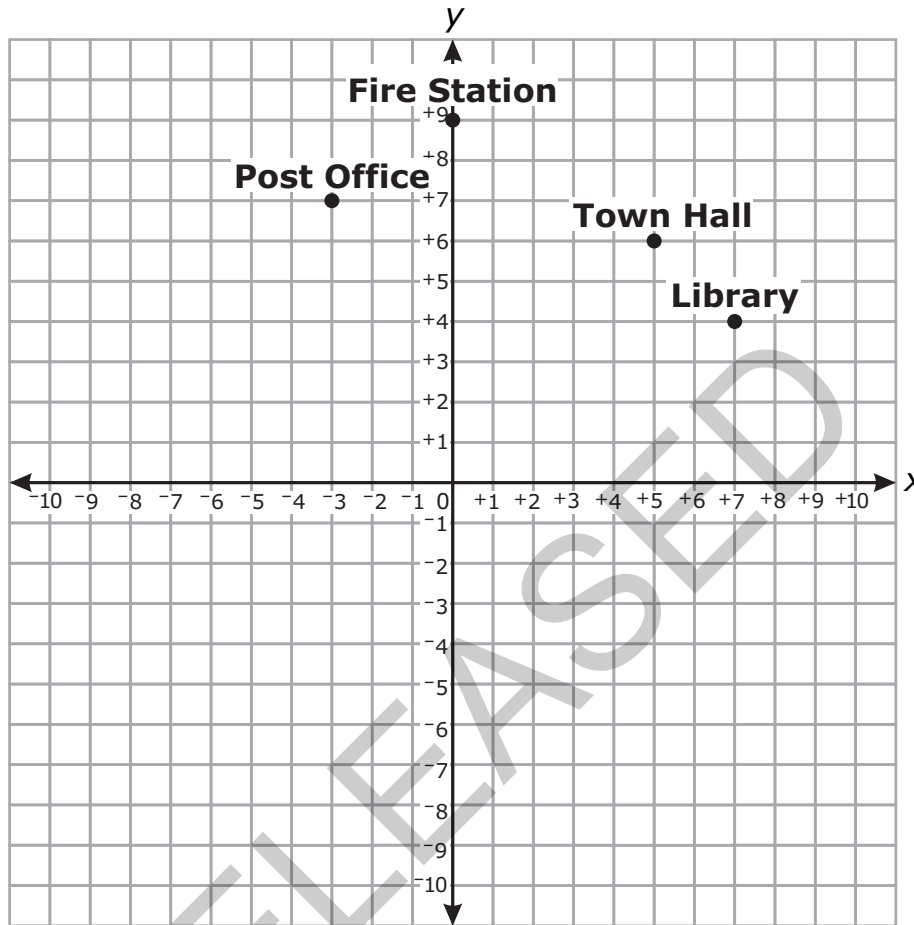 y
Fire Station
+9
+8
Post Office
+7
Town Hall
+6
+5
Library
+4
+3
+2
+1
x
-10 -9 -8 -7 -6 -5 -4 -3 -2 -1 0 +1 +2 +3 +4 +5 +6 +7 +8 +9 +10
-1
-2
-3
-4
-5
-6
-7
-8
-9
-10
ELEASED